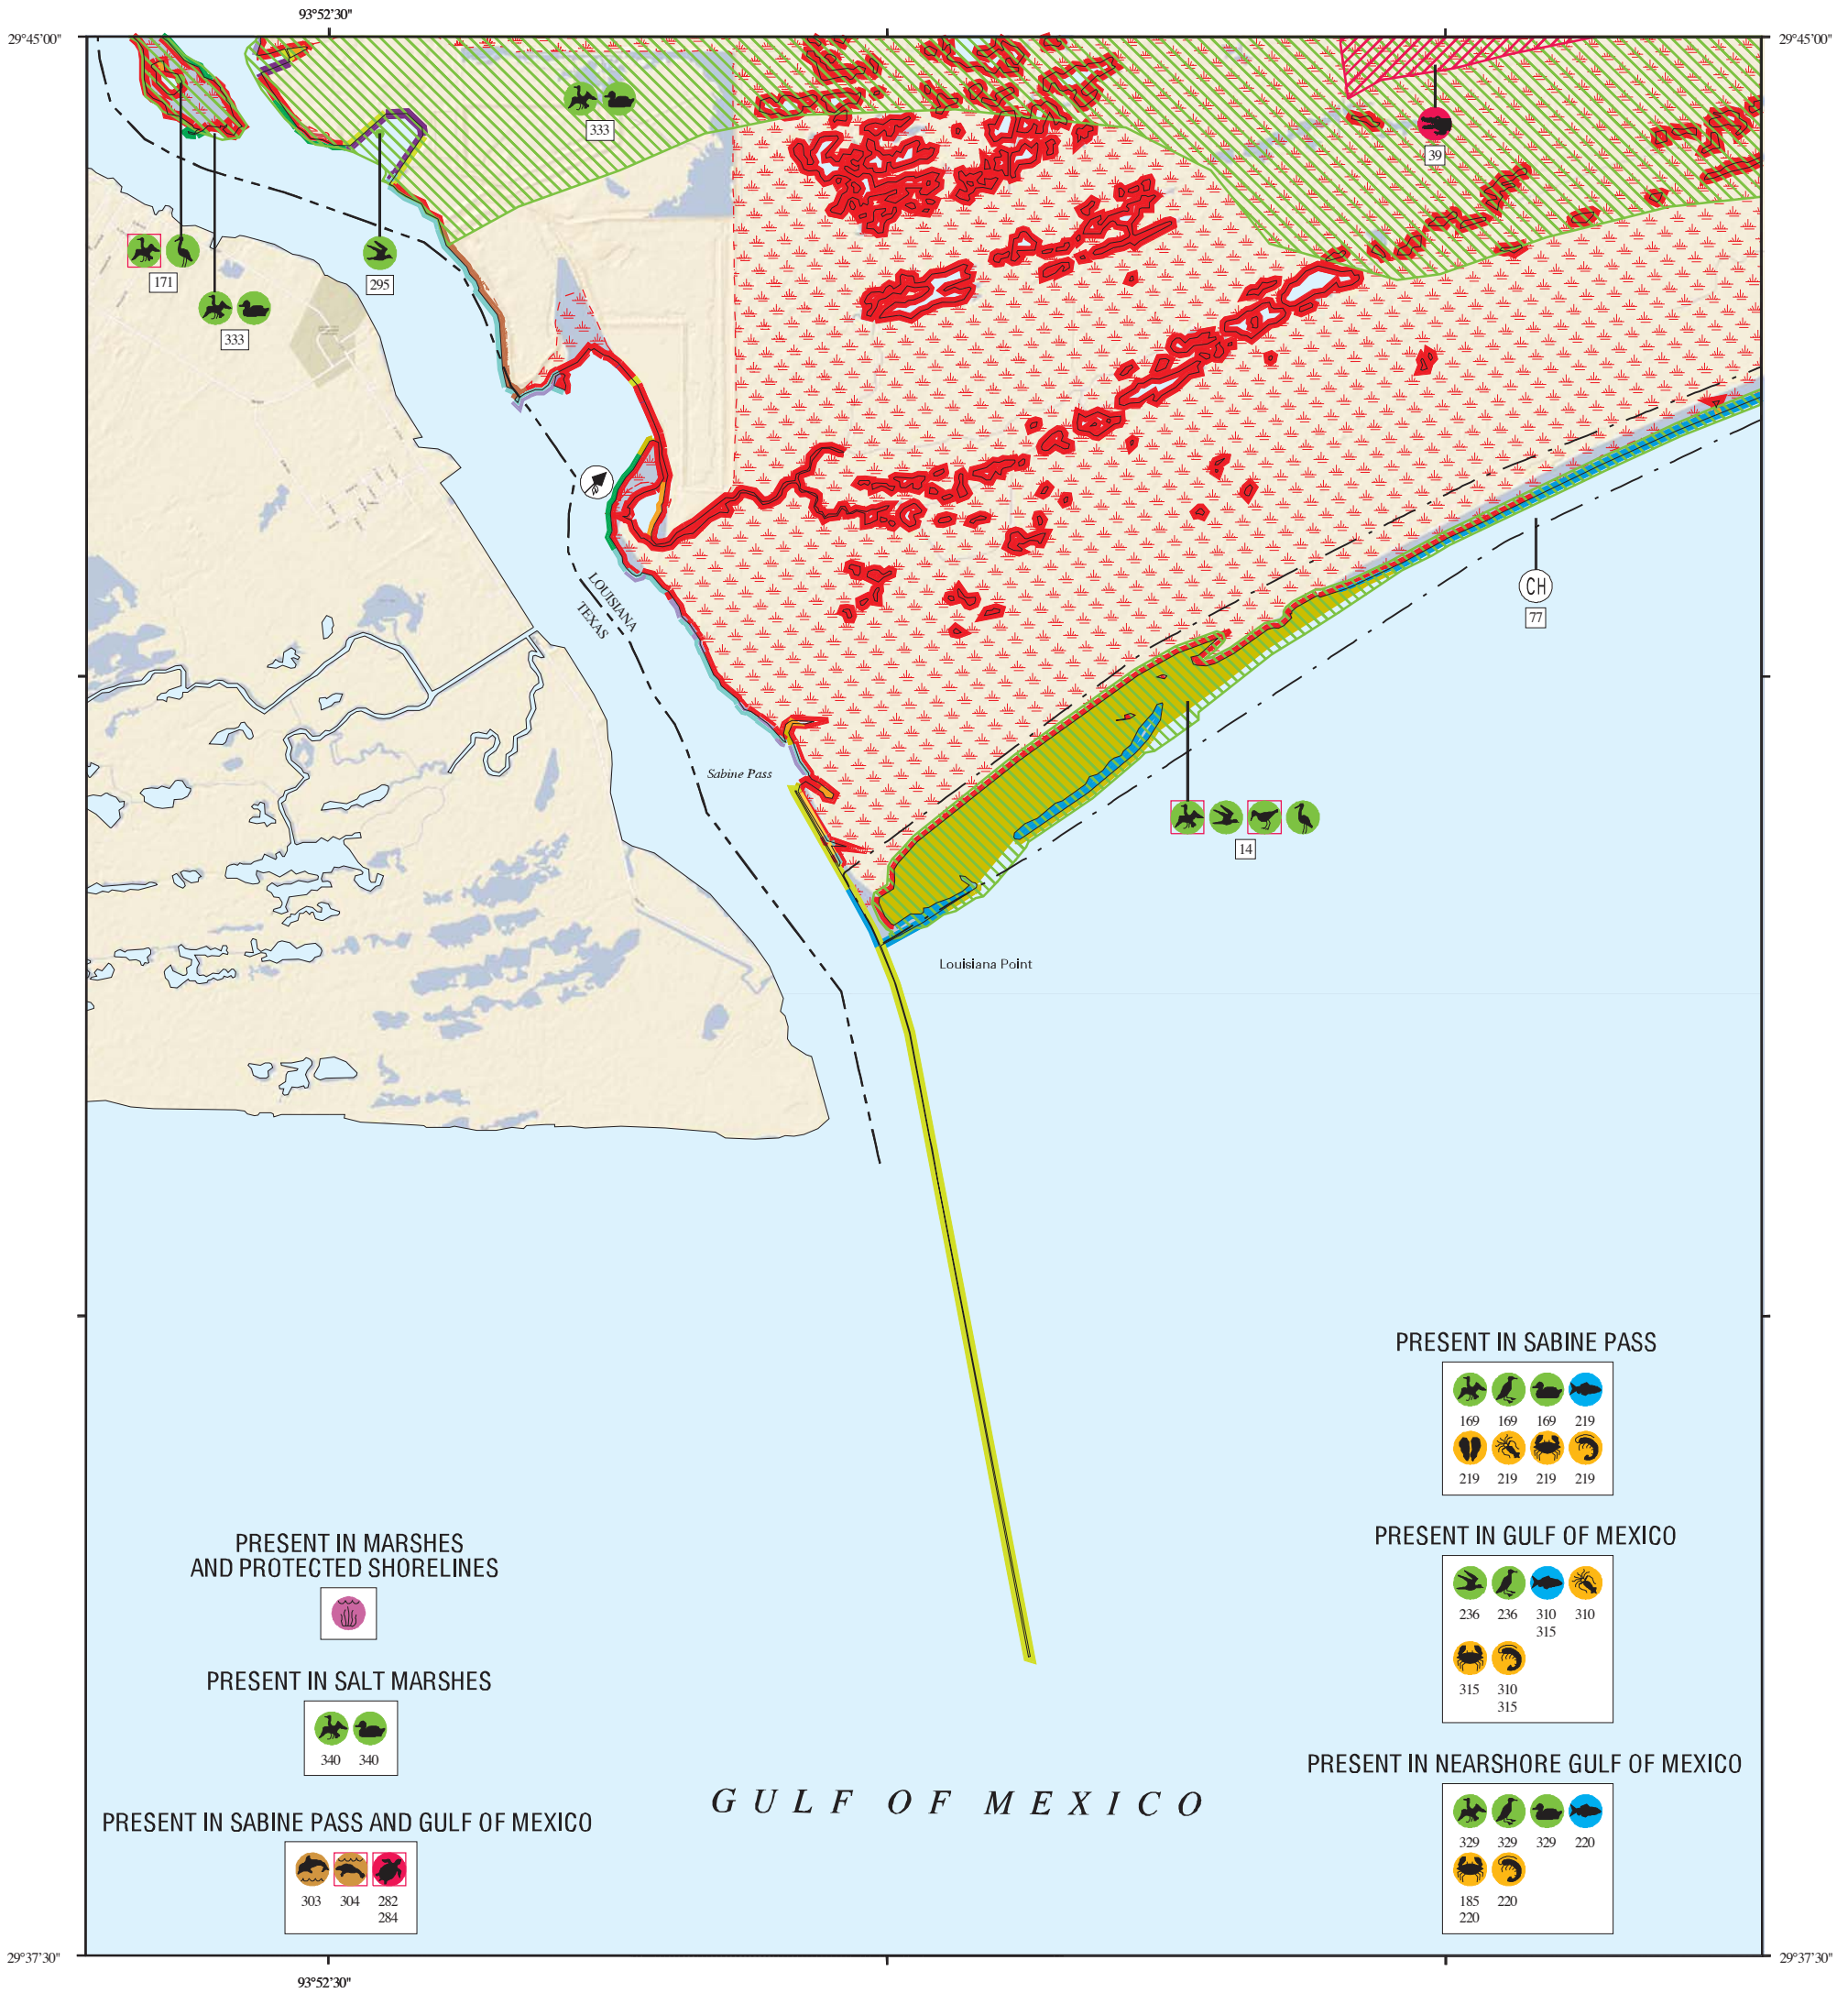 93°52'30"
29°45'00"
29°45'00"
333
39
171
295
333
LOUISIANA
TEXAS
CH
77
Sabine Pass
14
Louisiana Point
PRESENT IN SABINE PASS
169 169 169 219
219 219 219 219
PRESENT IN GULF OF MEXICO
236 236 310 310
315
315 310
315
PRESENT IN NEARSHORE GULF OF MEXICO
329 329 329 220
185 220
220
PRESENT IN MARSHES
AND PROTECTED SHORELINES
PRESENT IN SALT MARSHES
340 340
PRESENT IN SABINE PASS AND GULF OF MEXICO
303 304 282
284
GULF OF MEXICO
29°37'30"
29°37'30"
93°52'30"